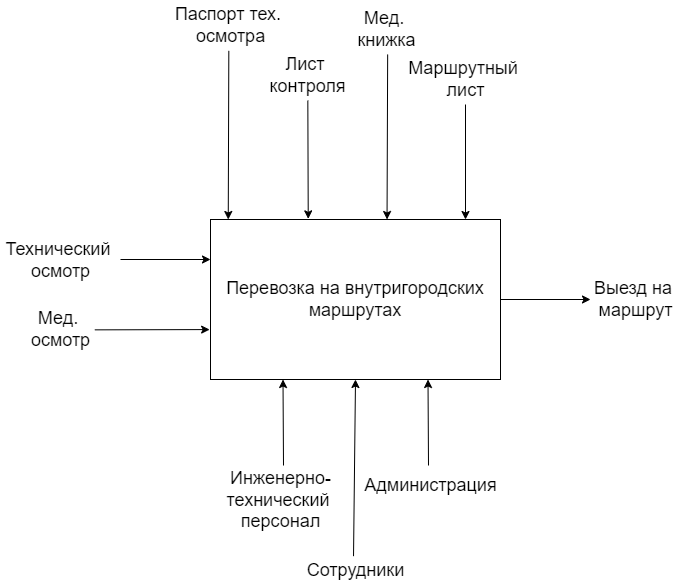 Паспорт тех.
осмотра
Лист
контроля
Мед.
книжка
Маршрутный
лист
Технический
осмотр
Мед.
осмотр
Перевозка на внутригородских
маршрутах
Выезд на
маршрут
Инженерно-
технический
персонал
Сотрудники
Администрация